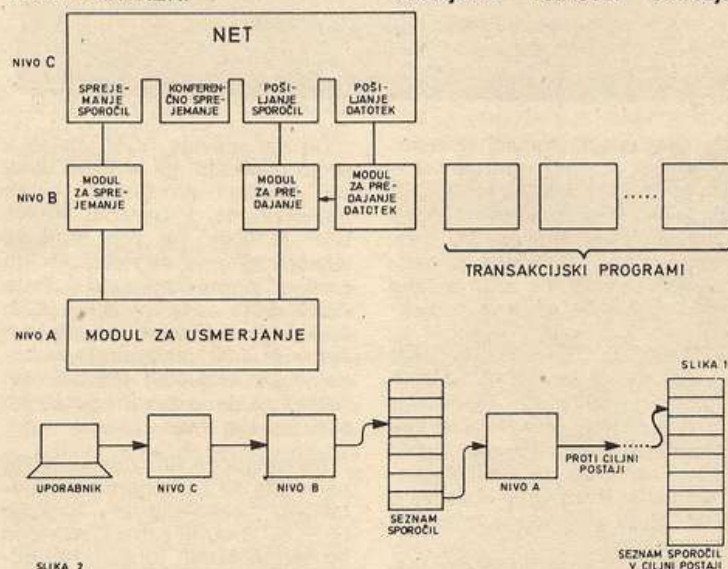 NET
NIVO C
SPREJE-
MANJE
SPOROČIL
KONFEREN-
ČNO SPRE-
JEMANJE
POŠI-
LJANJE
SPOROČIL
POŠI-
LJANJE
DATOTEK
NIVO B
MODUL
ZA SPRE-
JEMANJE
MODUL
ZA PRE-
DAJANJE
MODUL
ZA PRE-
DAJANJE
DATOTEK
TRANSAKCIJSKI PROGRAMI
NIVO A
MODUL ZA USMERJANJE
SLIKA 1
UPORABNIK
NIVO C
NIVO B
SEZNAM
SPOROČIL
NIVO A
PROTI CILJNI
POSTAJI
SEZNAM SPOROČIL
V CILJNI POSTAJI
SLIKA 2